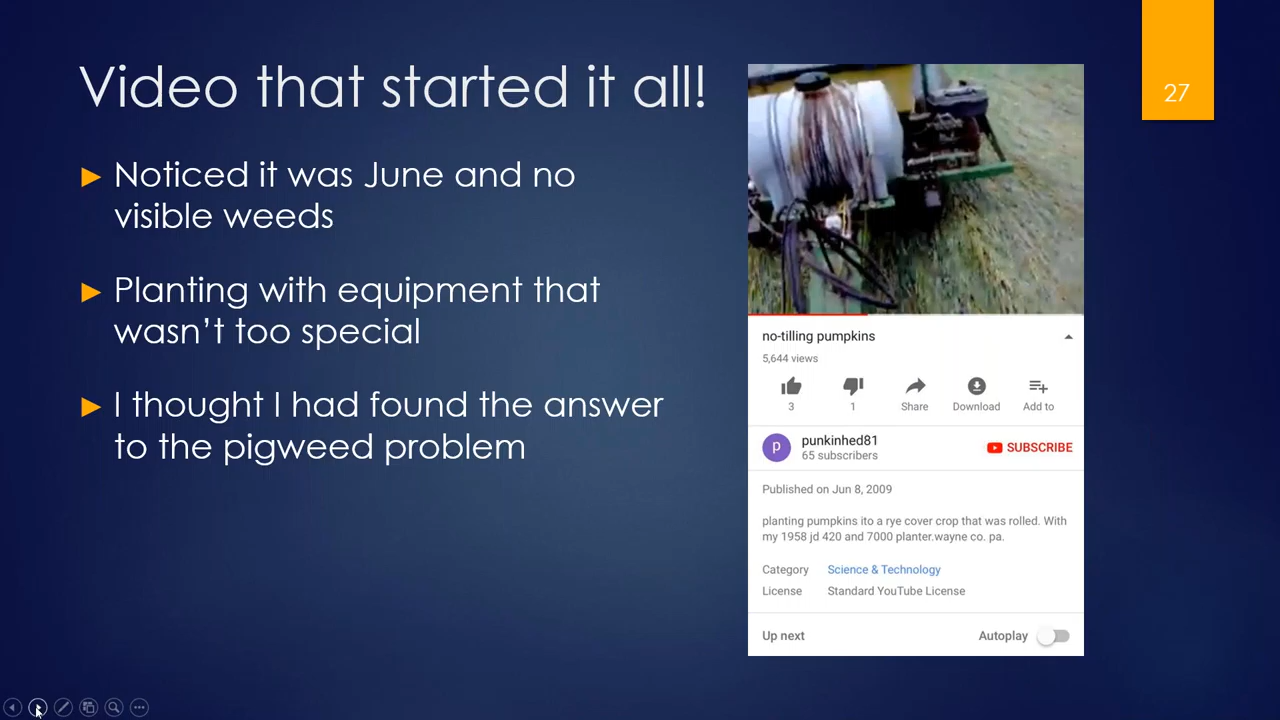 Video that started it all!
27
► Noticed it was June and no
visible weeds
► Planting with equipment that
wasn't too special
► I thought I had found the answer
to the pigweed problem
no-tilling pumpkins
5,644 views
3 1 Share Download Add to
p punkinhed81 SUBSCRIBE
65 subscribers
Published on Jun 8, 2009
planting pumpkins ito a rye cover crop that was rolled. With
my 1958 jd 420 and 7000 planter.wayne co. pa.
Category Science & Technology
License Standard YouTube License
Up next Autoplay